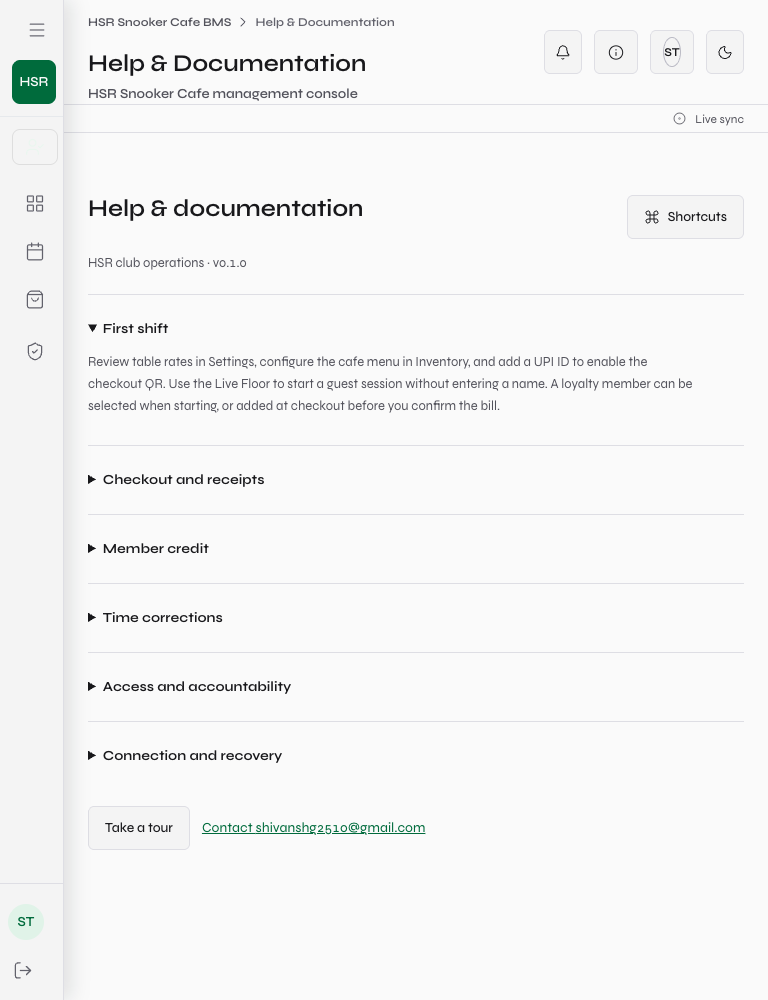 HSR Snooker Cafe BMS > Help & Documentation
Help & Documentation
HSR Snooker Cafe management console
ST
HSR
Live sync
Help & documentation
Shortcuts
HSR club operations · v0.1.0
First shift
Review table rates in Settings, configure the cafe menu in Inventory, and add a UPI ID to enable the
checkout QR. Use the Live Floor to start a guest session without entering a name. A loyalty member can be
selected when starting, or added at checkout before you confirm the bill.
Checkout and receipts
Member credit
Time corrections
Access and accountability
Connection and recovery
Take a tour
Contact shivanshg2510@gmail.com
ST